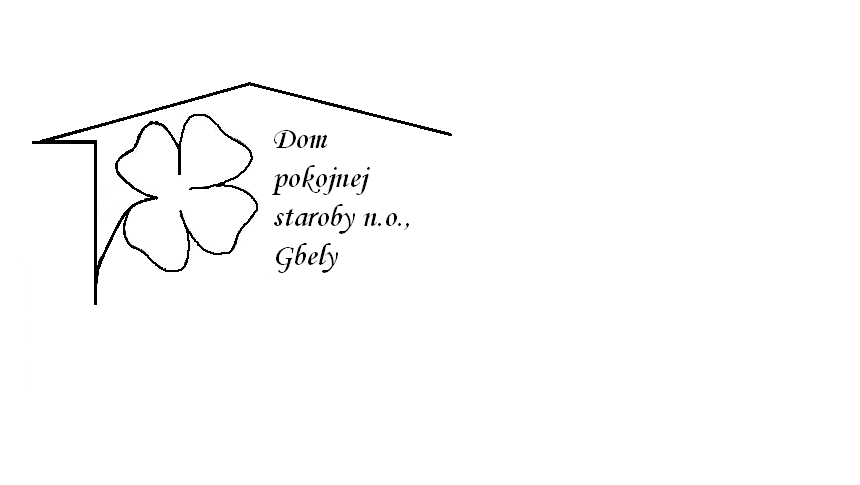 Dom
pokojnej
staroby n.o.,
Gbely